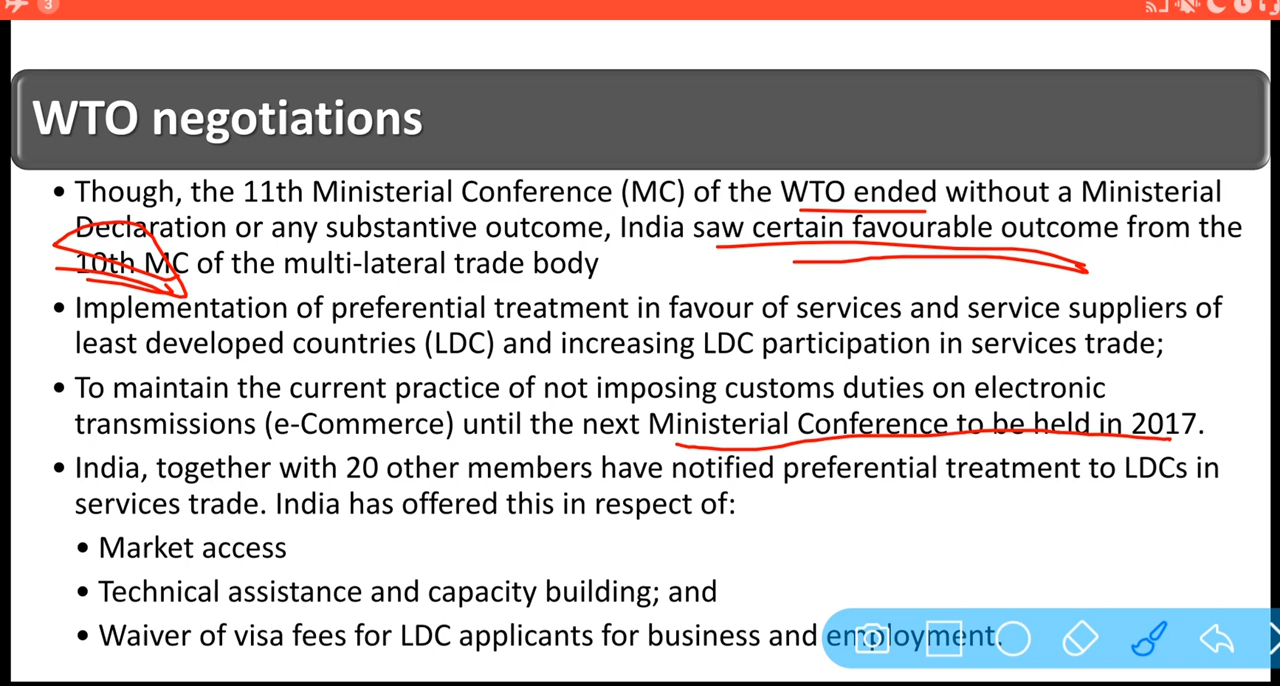 3
WTO negotiations
• Though, the 11th Ministerial Conference (MC) of the WTO ended without a Ministerial
Declaration or any substantive outcome, India saw certain favourable outcome from the
10th MC of the multi-lateral trade body
• Implementation of preferential treatment in favour of services and service suppliers of
least developed countries (LDC) and increasing LDC participation in services trade;
• To maintain the current practice of not imposing customs duties on electronic
transmissions (e-Commerce) until the next Ministerial Conference to be held in 2017.
• India, together with 20 other members have notified preferential treatment to LDCs in
services trade. India has offered this in respect of:
• Market access
• Technical assistance and capacity building; and
• Waiver of visa fees for LDC applicants for business and employment.